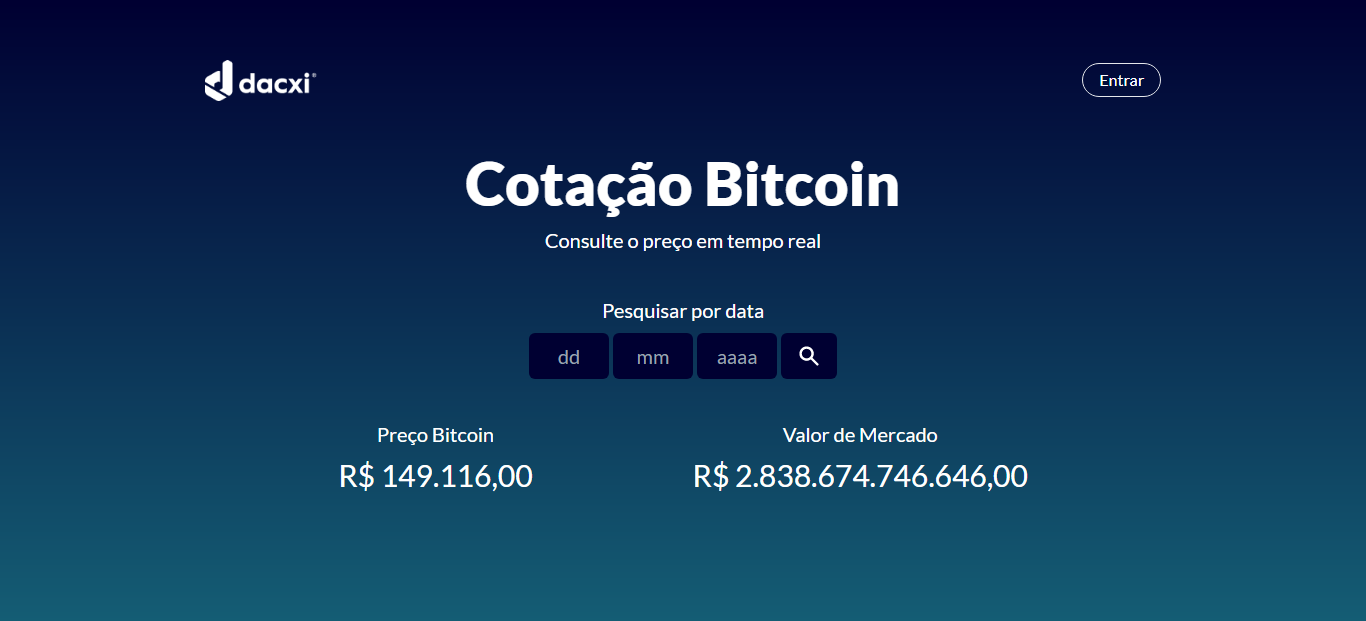 dacxi®
Entrar
Cotação Bitcoin
Consulte o preço em tempo real
Pesquisar por data
dd mm aaaa
Preço Bitcoin Valor de Mercado
R$ 149.116,00 R$ 2.838.674.746.646,00